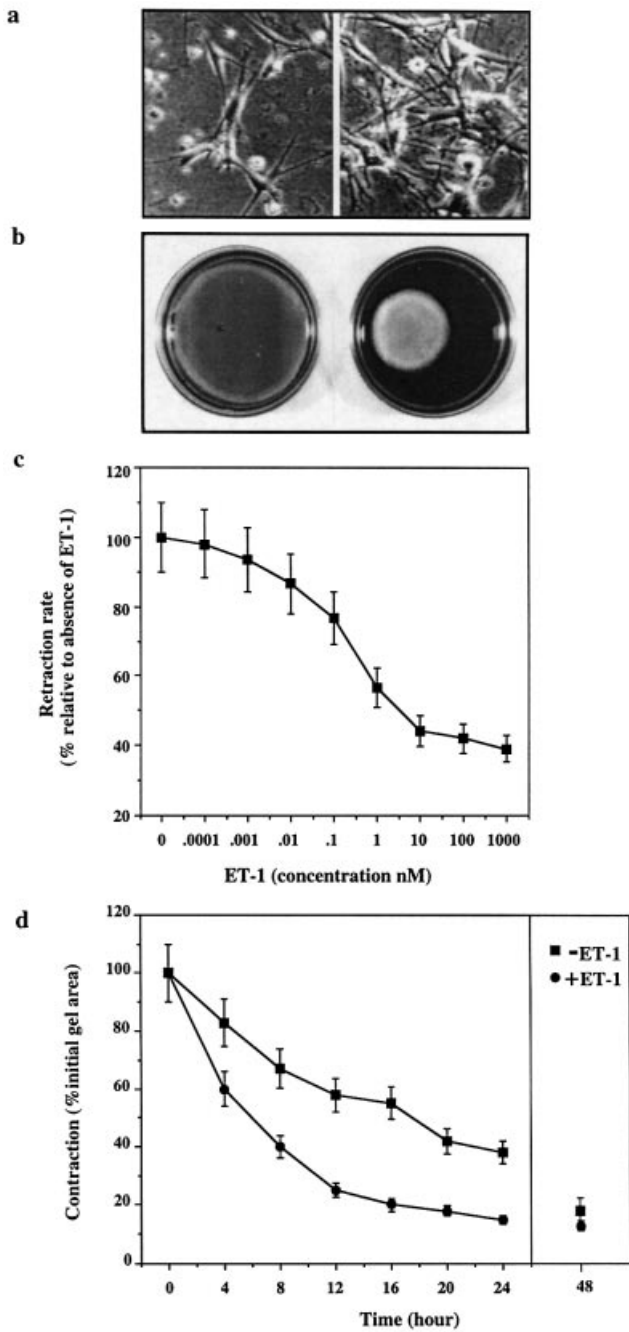 a
b
c
120
100
80
60
40
20
Retraction rate
(% relative to absence of ET-1)
0 .0001 .001 .01 .1 1 10 100 1000
ET-1 (concentration nM)
d
120
100
80
60
40
20
0
Contraction (%initial gel area)
-ET-1
+ET-1
0 4 8 12 16 20 24 48
Time (hour)